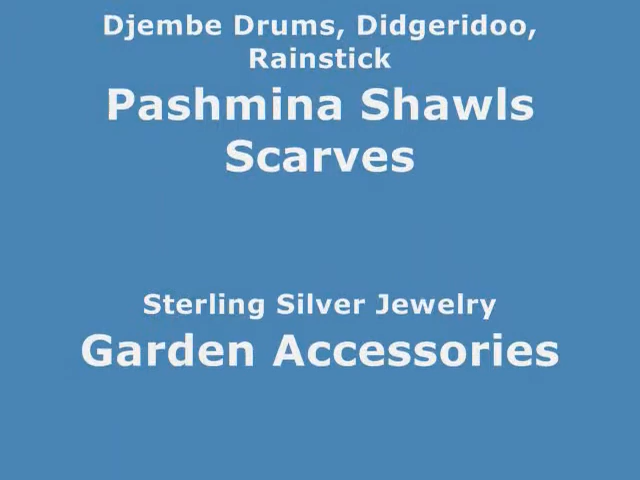 Djembe Drums, Didgeridoo,
Rainstick
Pashmina Shawls
Scarves
Sterling Silver Jewelry
Garden Accessories